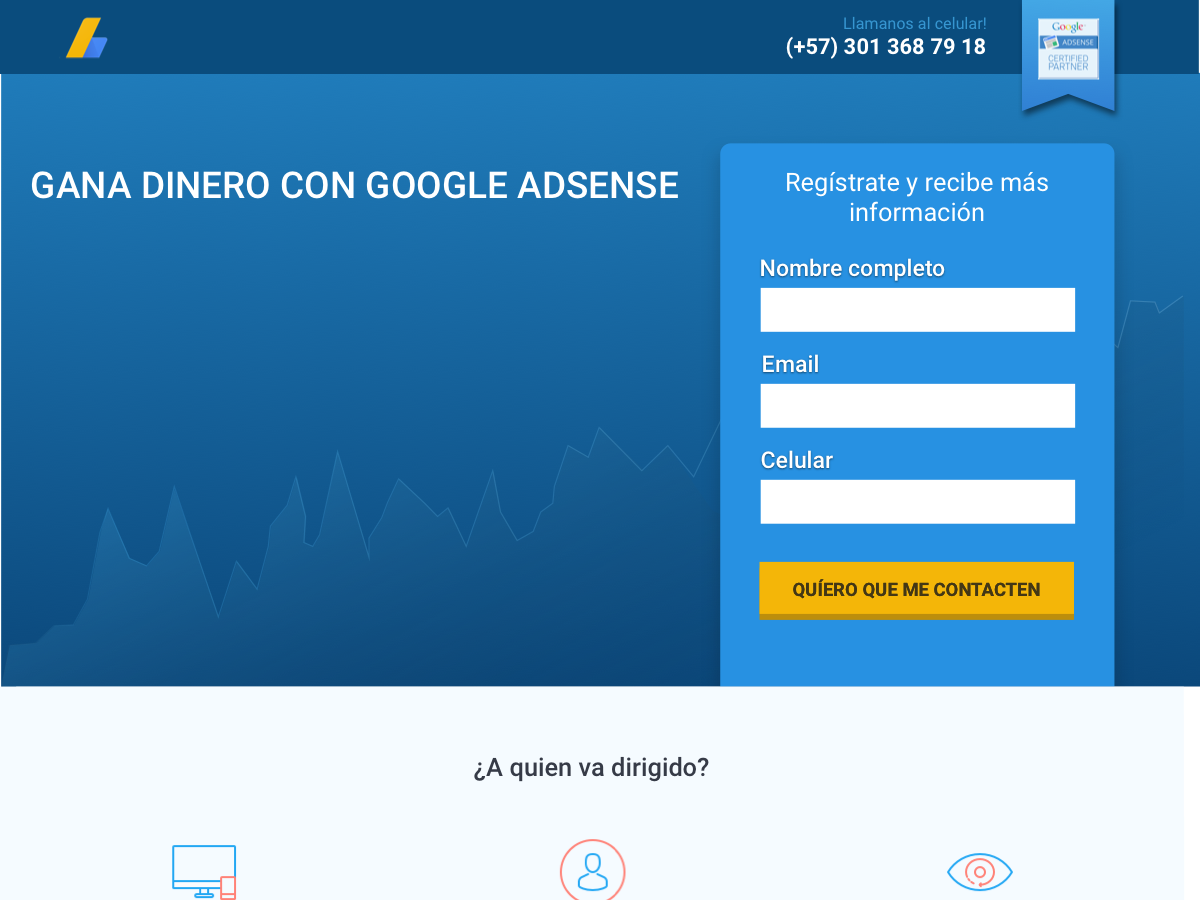 Llamanos al celular!
(+57) 301 368 79 18
Google
ADSENSE
CERTIFIED
PARTNER
GANA DINERO CON GOOGLE ADSENSE
Regístrate y recibe más
información
Nombre completo
Email
Celular
QUÍERO QUE ME CONTACTEN
¿A quien va dirigido?